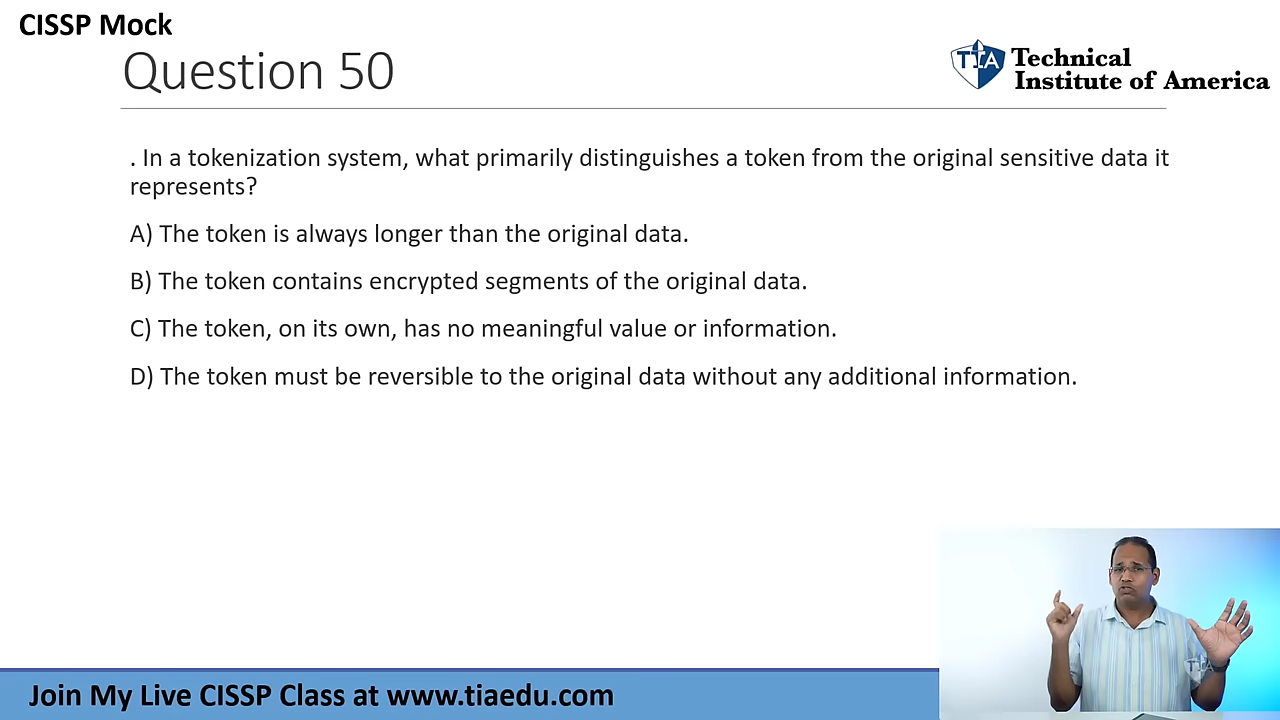 CISSP Mock
Question 50
TIA
Technical
Institute of America
. In a tokenization system, what primarily distinguishes a token from the original sensitive data it
represents?
A) The token is always longer than the original data.
B) The token contains encrypted segments of the original data.
C) The token, on its own, has no meaningful value or information.
D) The token must be reversible to the original data without any additional information.
TIA
Join My Live CISSP Class at www.tiaedu.com